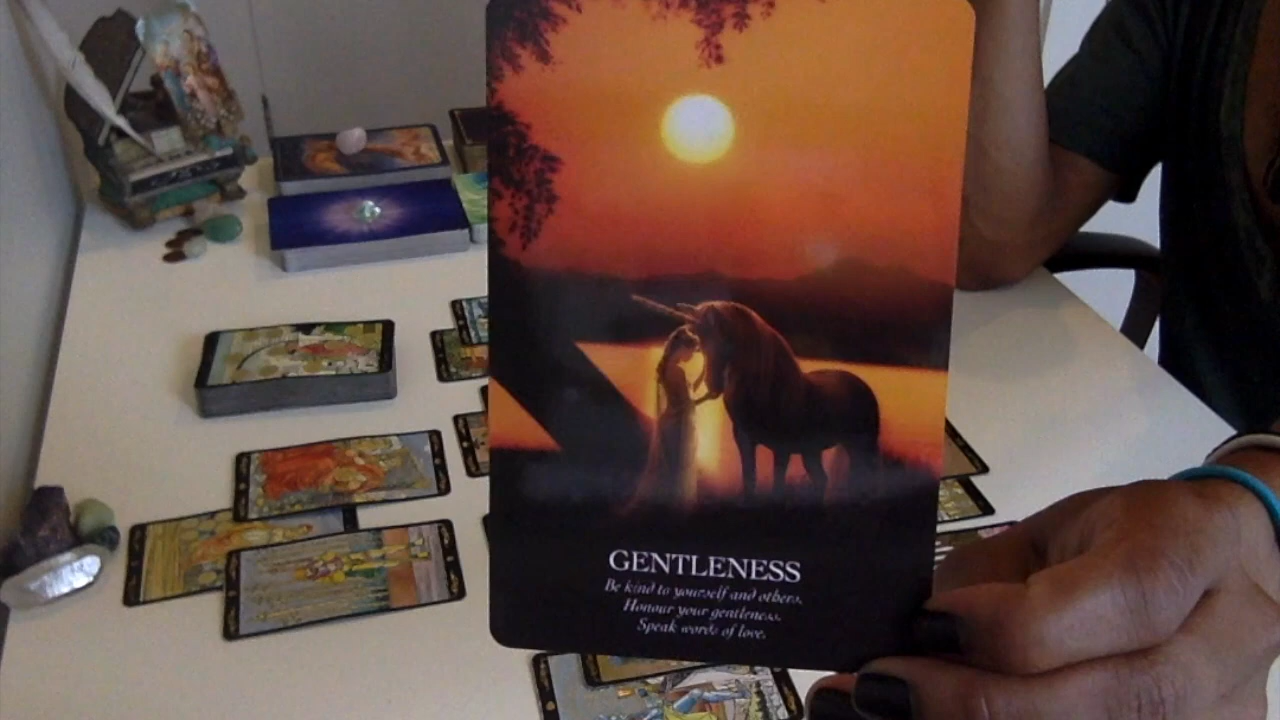 GENTLENESS
Be kind to yourself and others.
Honour your gentleness.
Speak words of love.